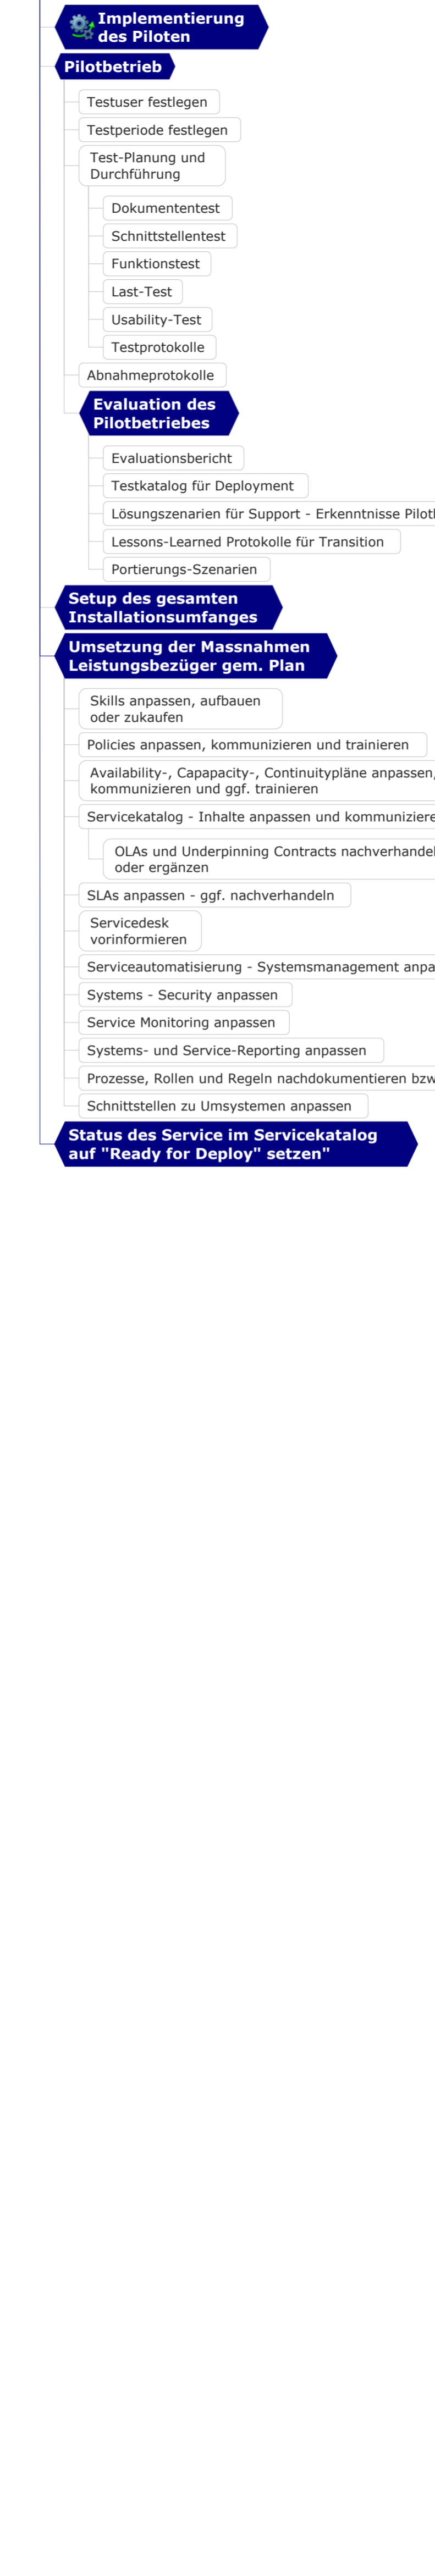 Implementierung
des Piloten
Pilotbetrieb
Testuser festlegen
Testperiode festlegen
Test-Planung und
Durchführung
Dokumententest
Schnittstellentest
Funktionstest
Last-Test
Usability-Test
Testprotokolle
Abnahmeprotokolle
Evaluation des
Pilotbetriebes
Evaluationsbericht
Testkatalog für Deployment
Lösungszenarien für Support - Erkenntnisse
Lessons-Learned Protokolle für Transition
Portierungs-Szenarien
Setup des gesamten
Installationsumfanges
Umsetzung der Massnahmen
Leistungsbezüger gem. Plan
Skills anpassen, aufbauen
oder zukaufen
Policies anpassen, kommunizieren und trainieren
Availability-, Capapacity-, Continuitypläne anpassen,
kommunizieren und ggf. trainieren
Servicekatalog - Inhalte anpassen und
OLAs und Underpinning Contracts
oder ergänzen
SLAs anpassen - ggf. nachverhandeln
Servicedesk
vorinformieren
Serviceautomatisierung - Systemsmanagement
Systems - Security anpassen
Service Monitoring anpassen
Systems- und Service-Reporting anpassen
Prozesse, Rollen und Regeln nachdokumentieren
Schnittstellen zu Umsystemen anpassen
Status des Service im Servicekatalog
auf "Ready for Deploy" setzen"